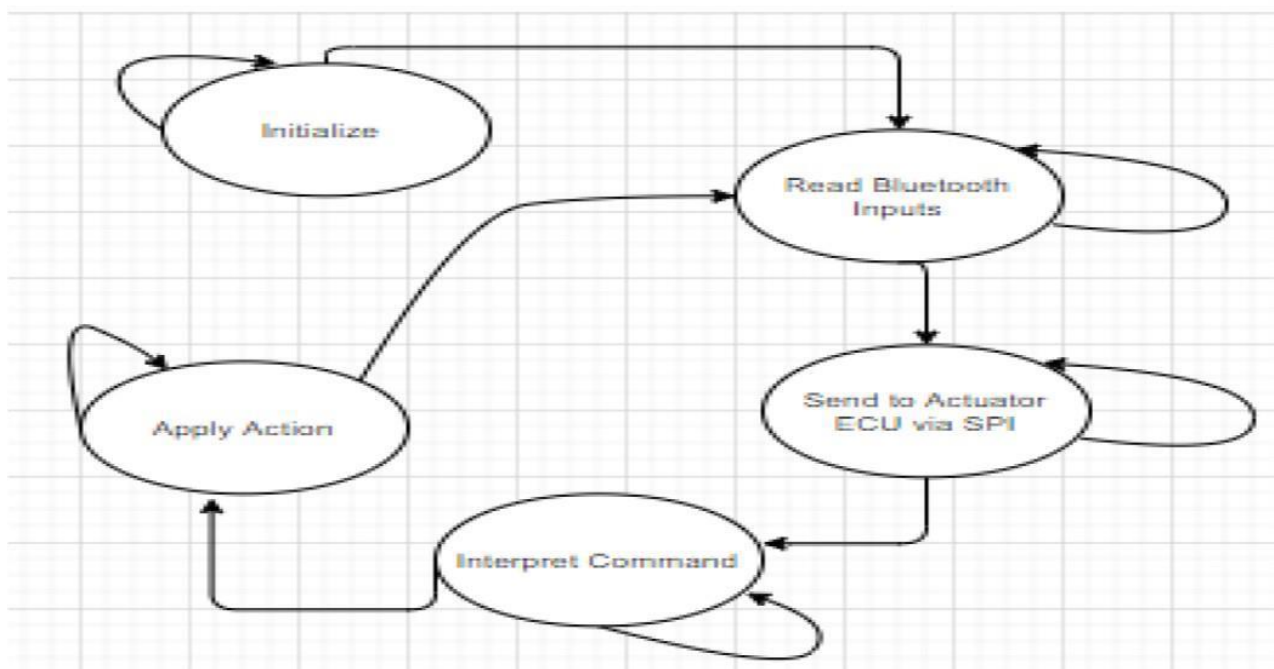 Initialize
Read Bluetooth
Inputs
Send to Actuator
ECU via SPI
Interpret Command
Apply Action